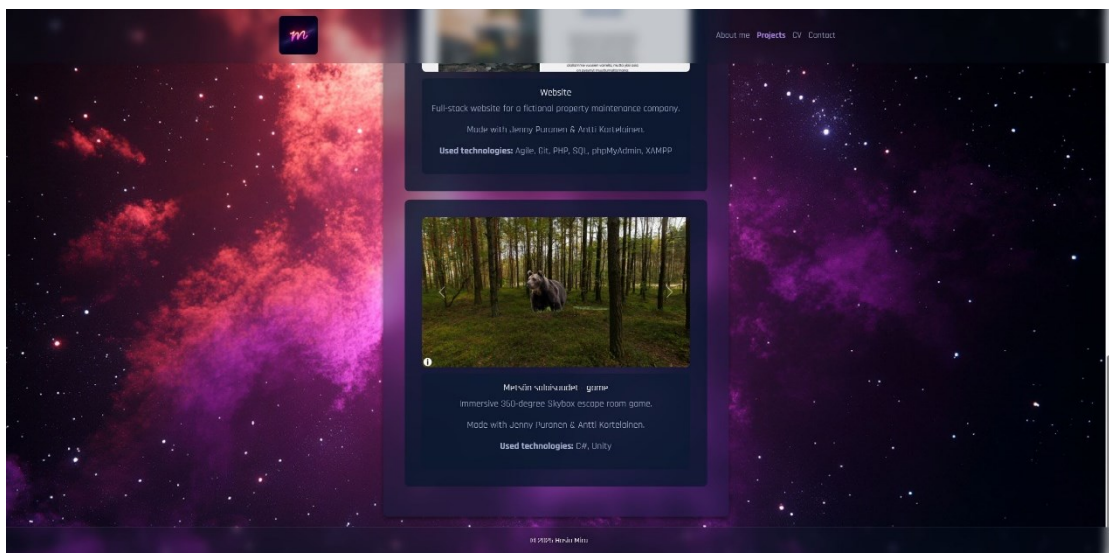 m
About me Projects CV Contact
Website
Full-stack website for a fictional property maintenance company.
Made with Jenny Puranen & Antti Kortelainen.
Used technologies: Agile, Git, PHP, SQL, phpMyAdmin, XAMPP
- game
Immersive 360-degree Skybox escape room game.
Made with Jenny Puranen & Antti Kortelainen.
Used technologies: C#, Unity
© 2025